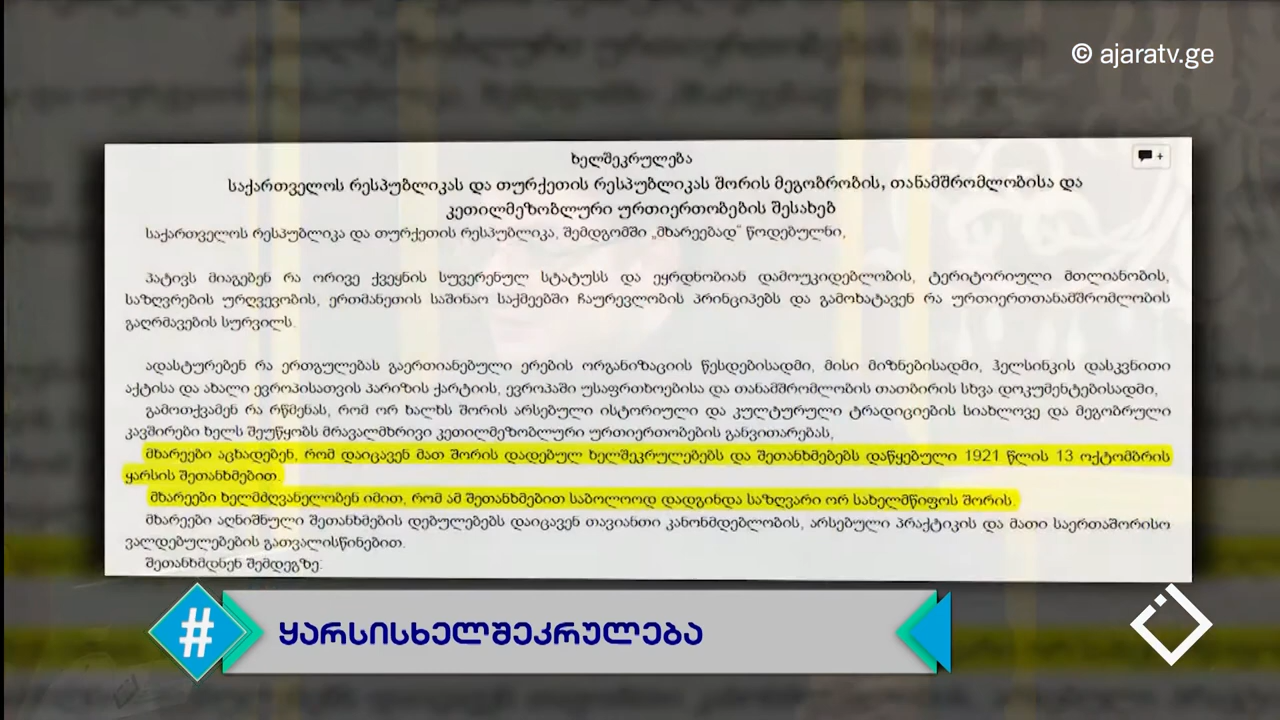 © ajaratv.ge
ხელშეკრულება
საქართველოს რესპუბლიკას და თურქეთის რესპუბლიკას შორის მეგობრობის, თანამშრომლობისა და
კეთილმეზობლური ურთიერთობების შესახებ
საქართველოს რესპუბლიკა და თურქეთის რესპუბლიკა, შემდგომში „მხარეებად“ წოდებულნი,
პატივს მიაგებენ რა ორივე ქვეყნის სუვერენულ სტატუსს და ეყრდნობიან დამოუკიდებლობის, ტერიტორიული მთლიანობის,
საზღვრების ურღვევობის, ერთმანეთის საშინაო საქმეებში ჩაურევლობის პრინციპებს და გამოხატავენ რა ურთიერთთანამშრომლობის
გაღრმავების სურვილს.
ადასტურებენ რა ერთგულებას გაერთიანებული ერების ორგანიზაციის წესდებისადმი, მისი მიზნებისადმი, ჰელსინკის დასკვნითი
აქტისა და ახალი ევროპისათვის პარიზის ქარტიის, ევროპაში უსაფრთხოებისა და თანამშრომლობის თათბირის სხვა დოკუმენტებისადმი,
გამოთქვამენ რა რწმენას, რომ ორ ხალხს შორის არსებული ისტორიული და კულტურული ტრადიციების სიახლოვე და მეგობრული
კავშირები ხელს შეუწყობს მრავალმხრივი კეთილმეზობლური ურთიერთობების განვითარებას,
მხარეები აცხადებენ, რომ დაიცავენ მათ შორის დადებულ ხელშეკრულებებს და შეთანხმებებს დაწყებული 1921 წლის 13 ოქტომბრის
ყარსის შეთანხმებით.
მხარეები ხელმძღვანელობენ იმით, რომ ამ შეთანხმებით საბოლოოდ დადგინდა საზღვარი ორ სახელმწიფოს შორის.
მხარეები აღნიშნული შეთანხმების დებულებებს დაიცავენ თავიანთი კანონმდებლობის, არსებული პრაქტიკის და მათი საერთაშორისო
ვალდებულებების გათვალისწინებით.
შეთანხმდნენ შემდეგზე:
# ყარსისხელშეკრულება